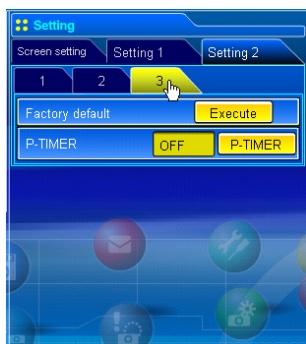 Setting
Screen setting Setting 1 Setting 2
1 2 3
Factory default Execute
P-TIMER OFF P-TIMER